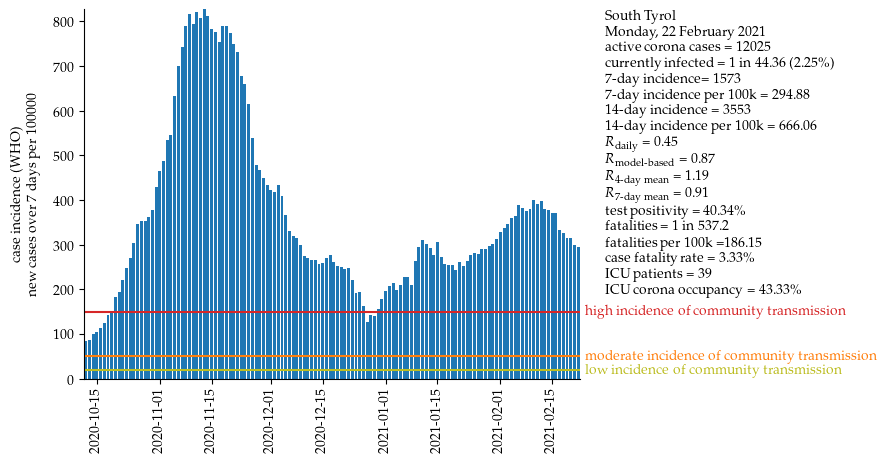 South Tyrol
Monday, 22 February 2021
active corona cases = 12025
currently infected = 1 in 44.36 (2.25%)
7-day incidence= 1573
7-day incidence per 100k = 294.88
14-day incidence = 3553
14-day incidence per 100k = 666.06
R daily = 0.45
R model-based = 0.87
R 4-day mean = 1.19
R 7-day mean = 0.91
test positivity = 40.34%
fatalities = 1 in 537.2
fatalities per 100k =186.15
case fatality rate = 3.33%
ICU patients = 39
ICU corona occupancy = 43.33%
high incidence of community transmission
moderate incidence of community transmission
low incidence of community transmission
case incidence (WHO)
new cases over 7 days per 100000
800
700
600
500
400
300
200
100
0
2020-10-15
2020-11-01
2020-11-15
2020-12-01
2020-12-15
2021-01-01
2021-01-15
2021-02-01
2021-02-15